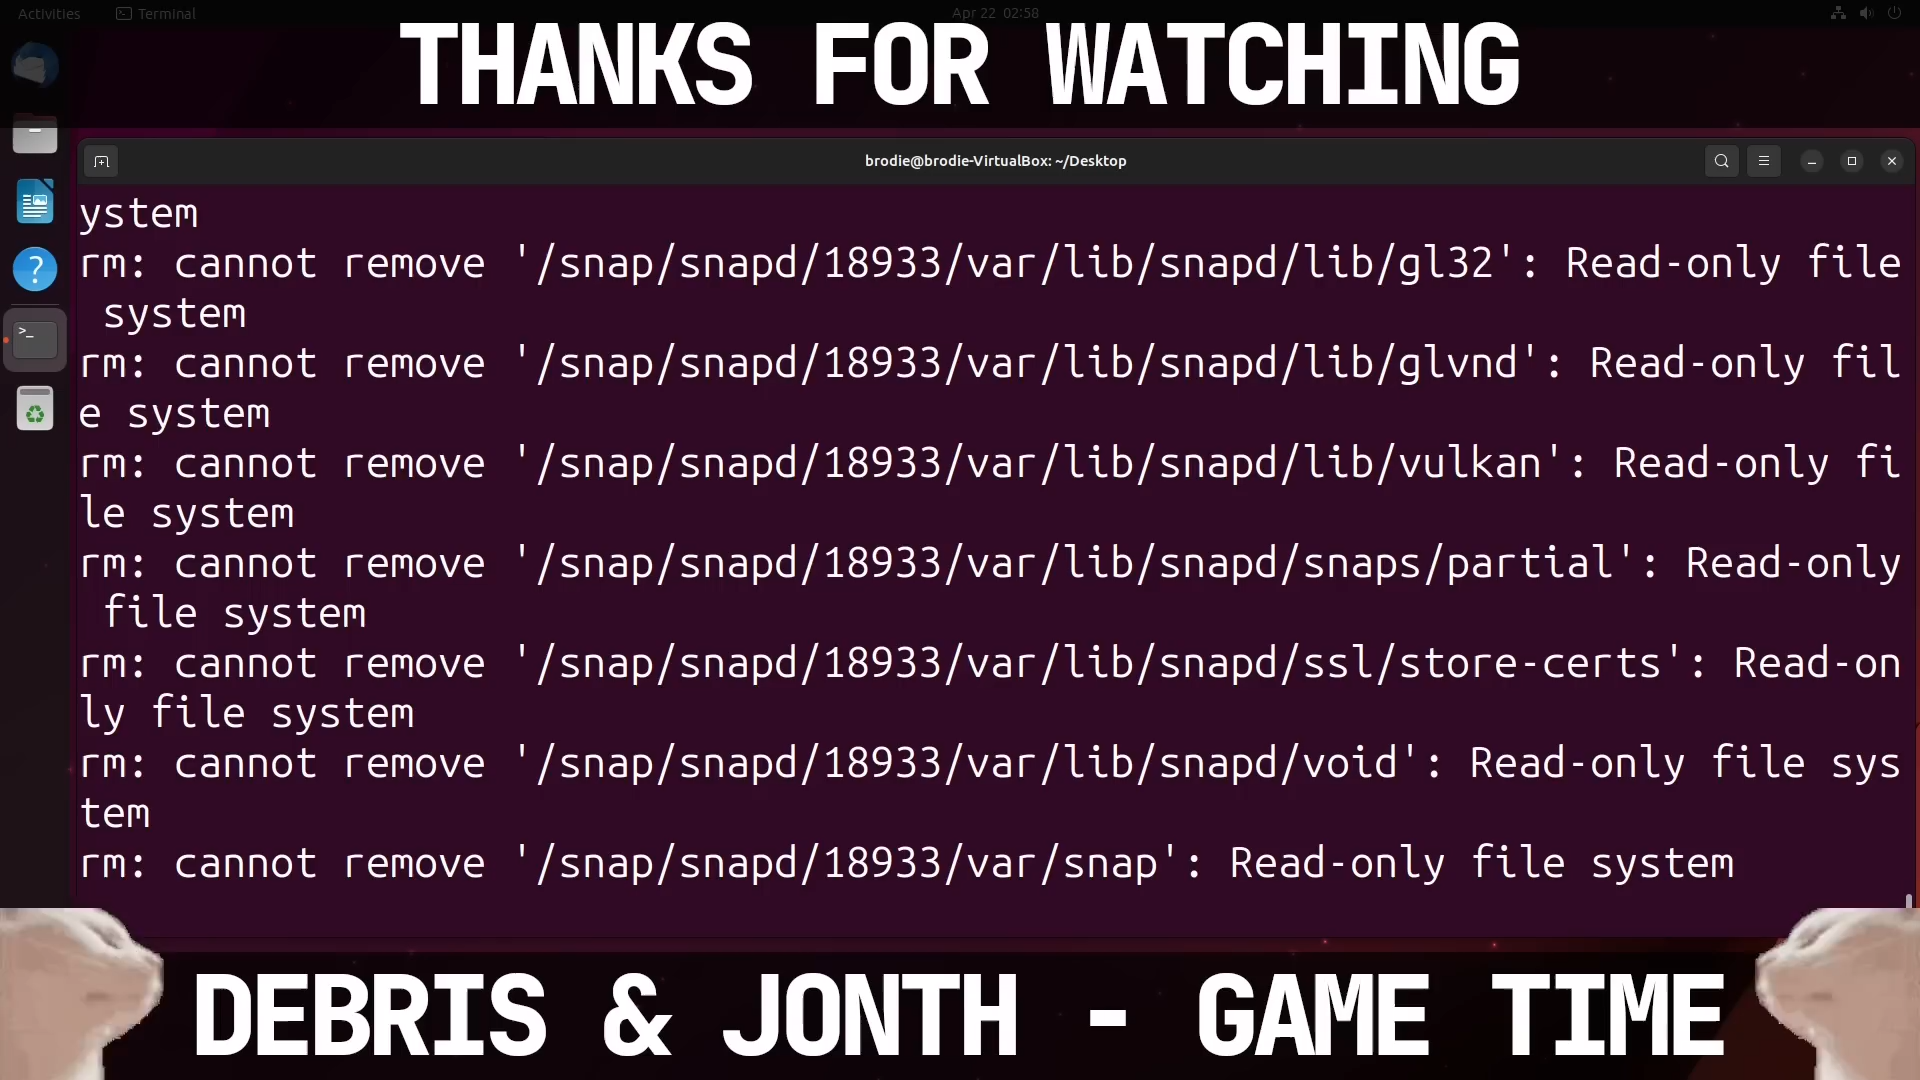 Activities Terminal Apr 22 02:58
THANKS FOR WATCHING
brodie@brodie-VirtualBox: ~/Desktop
ystem
rm: cannot remove '/snap/snapd/18933/var/lib/snapd/lib/gl32': Read-only file
 system
rm: cannot remove '/snap/snapd/18933/var/lib/snapd/lib/glvnd': Read-only fil
e system
rm: cannot remove '/snap/snapd/18933/var/lib/snapd/lib/vulkan': Read-only fi
le system
rm: cannot remove '/snap/snapd/18933/var/lib/snapd/snaps/partial': Read-only
 file system
rm: cannot remove '/snap/snapd/18933/var/lib/snapd/ssl/store-certs': Read-on
ly file system
rm: cannot remove '/snap/snapd/18933/var/lib/snapd/void': Read-only file sys
tem
rm: cannot remove '/snap/snapd/18933/var/snap': Read-only file system
DEBRIS & JONTH - GAME TIME